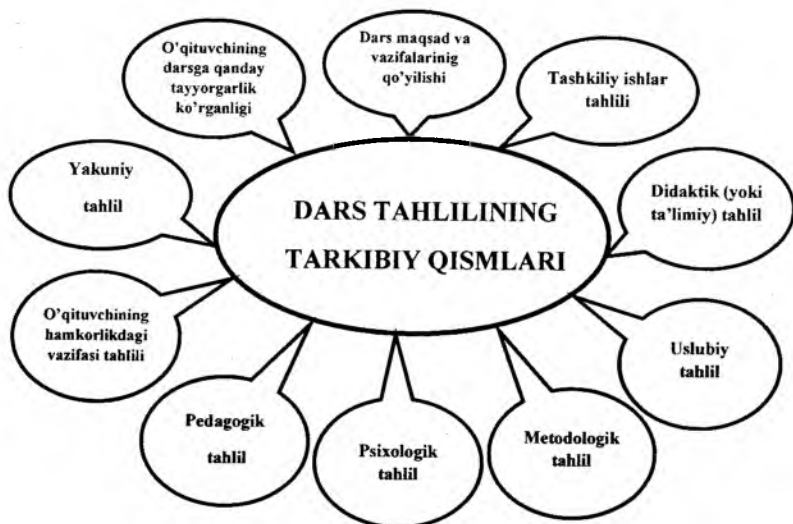 O'qituvchining
darsga qanday
tayyorgarlik
ko'rganligi
Dars maqsad va
vazifalarinig
qo'yilishi
Tashkiliy ishlar
tahlili
Yakuniy
tahlil
DARS TAHLILINING
TARKIBIY QISMLARI
Didaktik (yoki
ta'limiy) tahlil
O'qituvchining
hamkorlikdagi
vazifasi tahlili
Uslubiy
tahlil
Pedagogik
tahlil
Psixologik
tahlil
Metodologik
tahlil